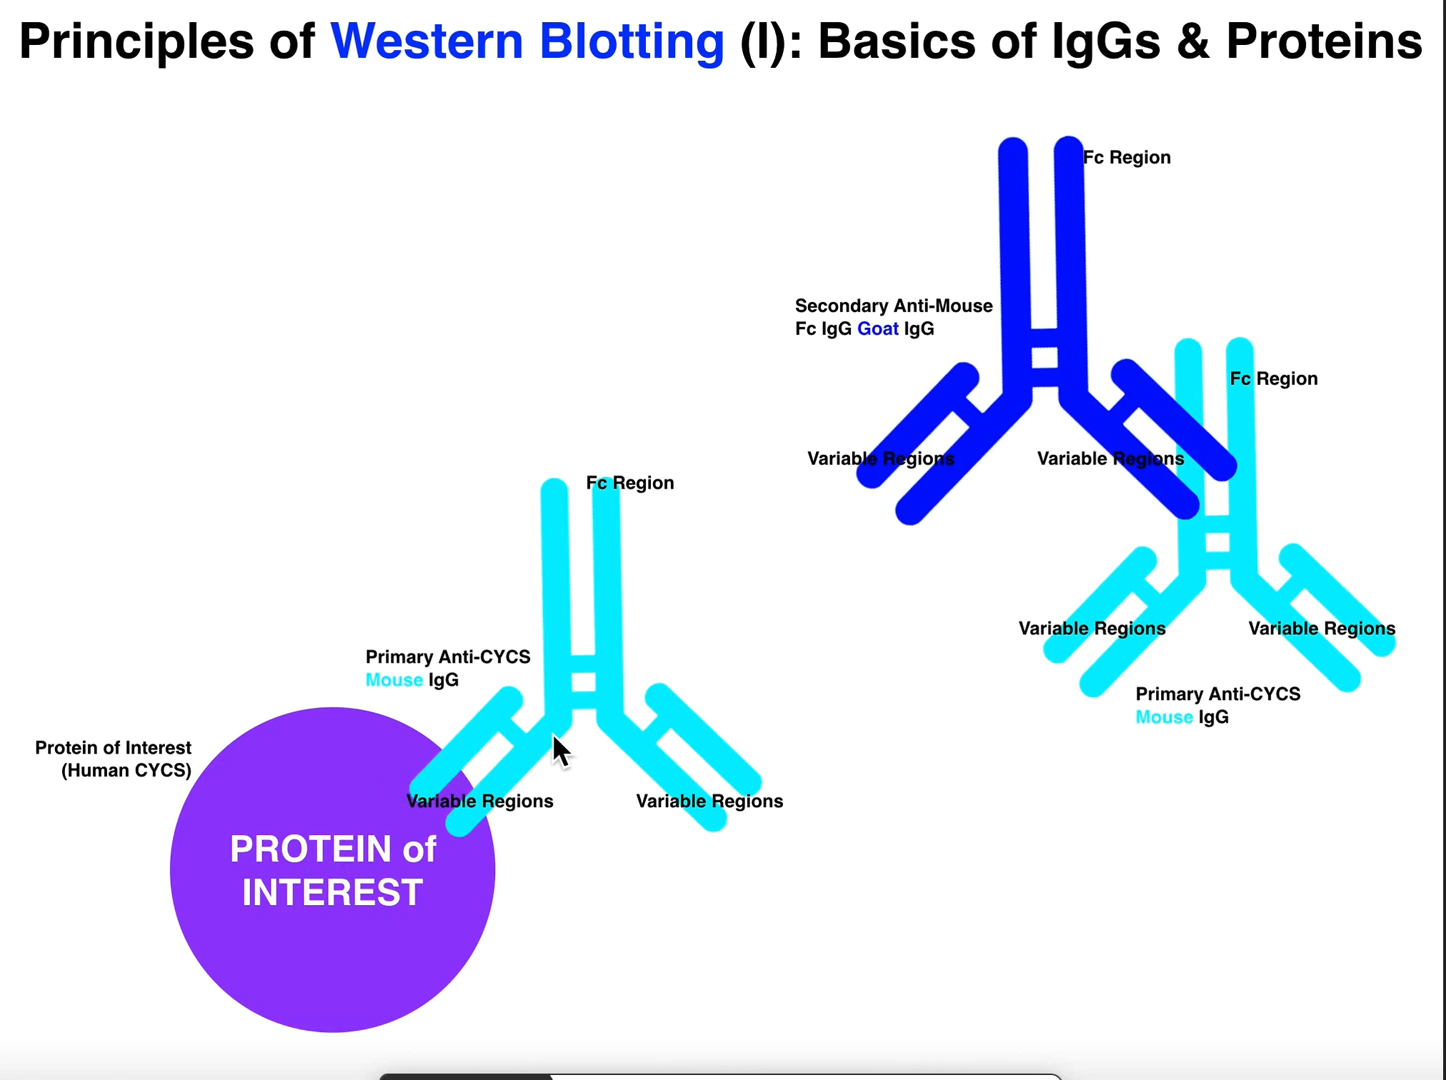 Principles of Western Blotting (I): Basics of IgGs & Proteins
Fc Region
Secondary Anti-Mouse
Fc IgG Goat IgG
Fc Region
Variable Regions
Variable Regions
Fc Region
Variable Regions
Variable Regions
Primary Anti-CYCS
Mouse IgG
Primary Anti-CYCS
Mouse IgG
Protein of Interest
(Human CYCS)
Variable Regions
Variable Regions
PROTEIN of
INTEREST